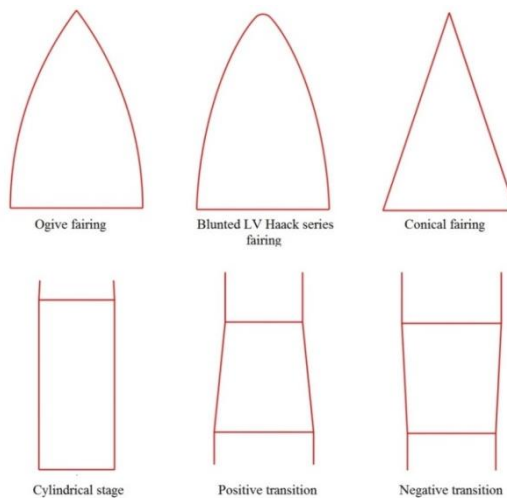 Ogive fairing
Blunted LV Haack series
fairing
Conical fairing
Cylindrical stage
Positive transition
Negative transition